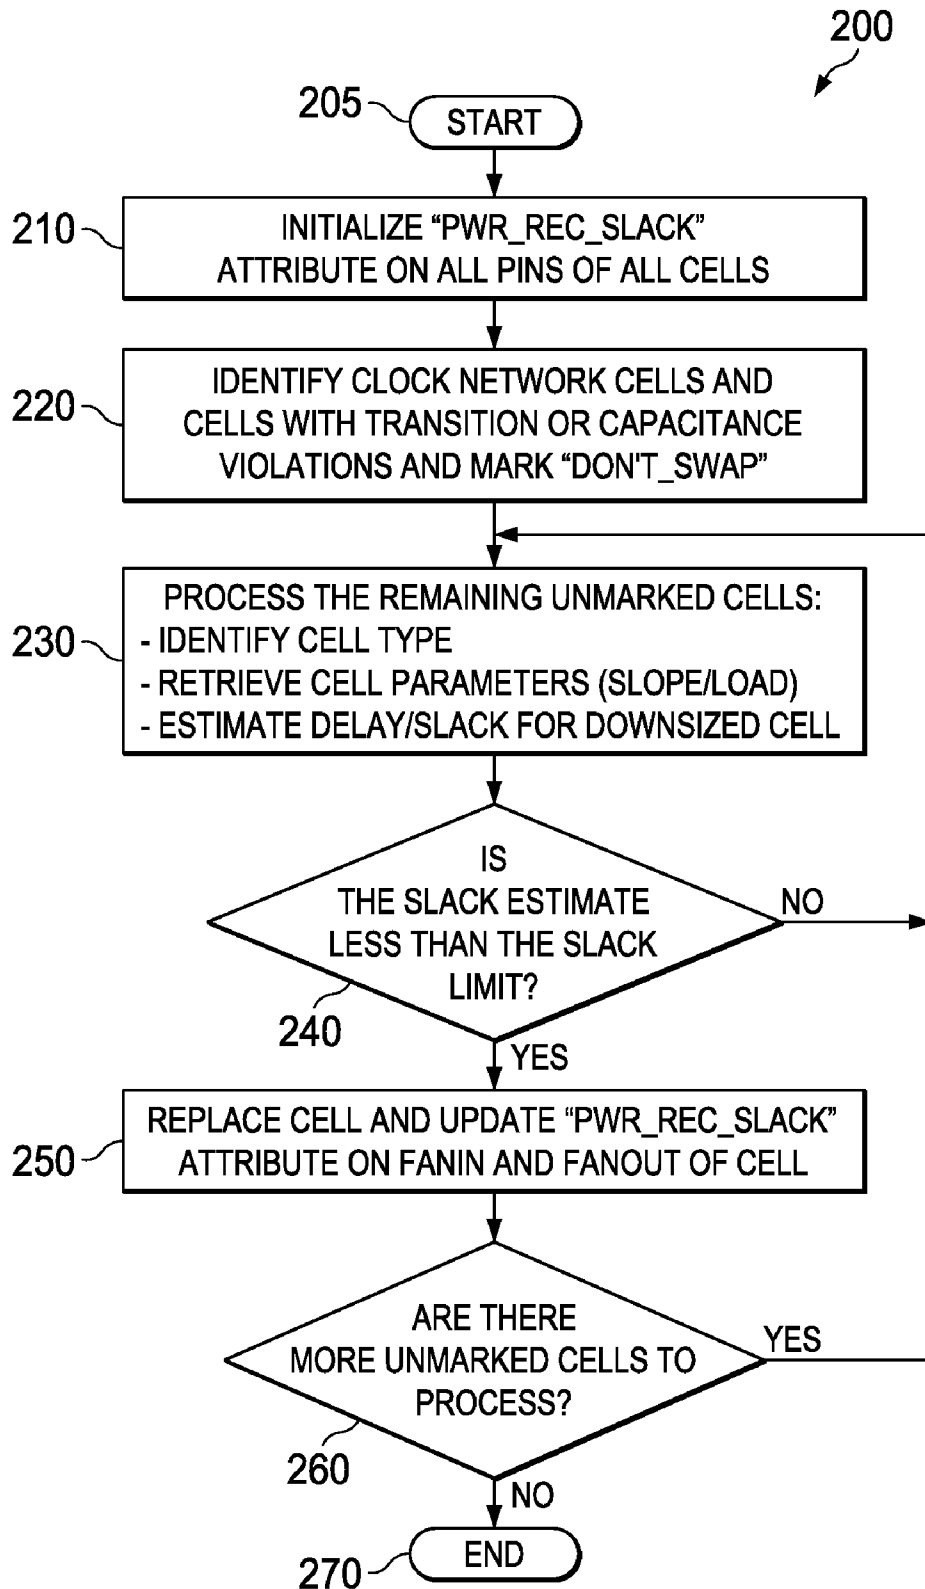 200
205
START
210
INITIALIZE “PWR_REC_SLACK”
ATTRIBUTE ON ALL PINS OF ALL CELLS
220
IDENTIFY CLOCK NETWORK CELLS AND
CELLS WITH TRANSITION OR CAPACITANCE
VIOLATIONS AND MARK “DON'T_SWAP”
230
PROCESS THE REMAINING UNMARKED CELLS:
- IDENTIFY CELL TYPE
- RETRIEVE CELL PARAMETERS (SLOPE/LOAD)
- ESTIMATE DELAY/SLACK FOR DOWNSIZED CELL
IS
THE SLACK ESTIMATE
LESS THAN THE SLACK
LIMIT?
NO
240
YES
250
REPLACE CELL AND UPDATE “PWR_REC_SLACK”
ATTRIBUTE ON FANIN AND FANOUT OF CELL
ARE THERE
MORE UNMARKED CELLS TO
PROCESS?
YES
260
NO
270
END